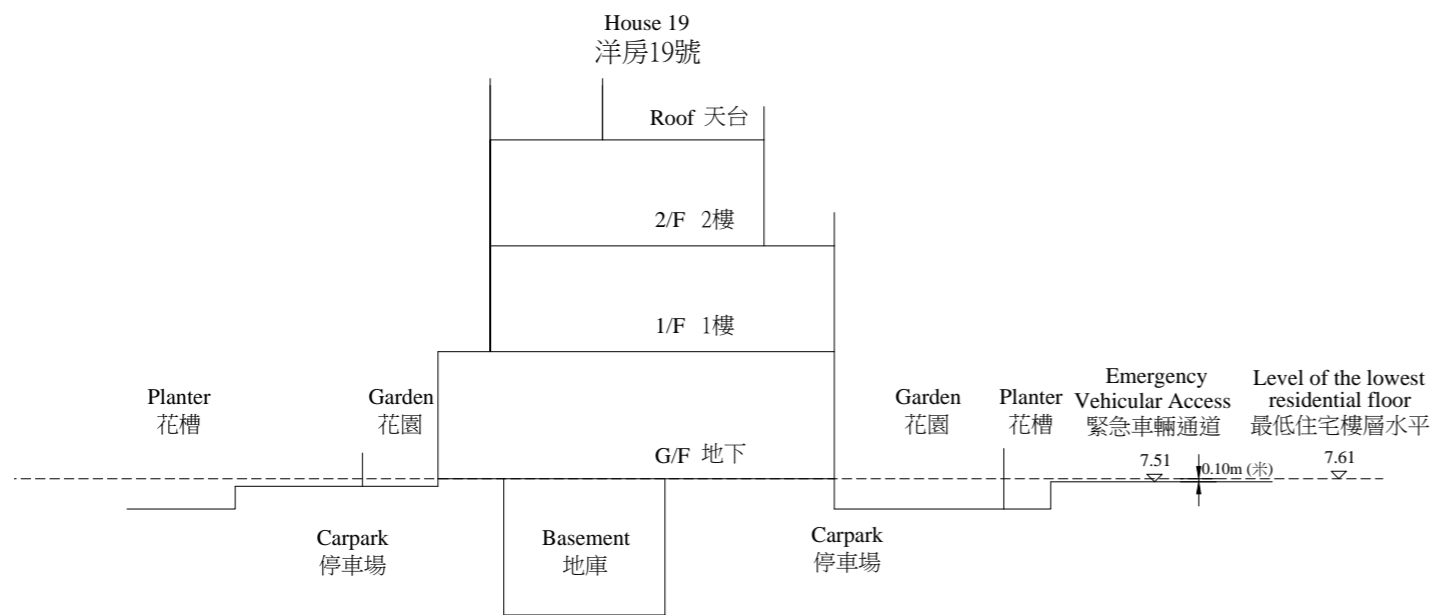 House 19
洋房19號
Roof 天台
2/F 2樓
1/F 1樓
Planter
花槽
Garden
花園
G/F 地下
Garden
花園
Planter
花槽
Emergency
Vehicular Access
緊急車輛通道
7.51
0.10m (米)
Level of the lowest
residential floor
最低住宅樓層水平
7.61
Carpark
停車場
Basement
地庫
Carpark
停車場